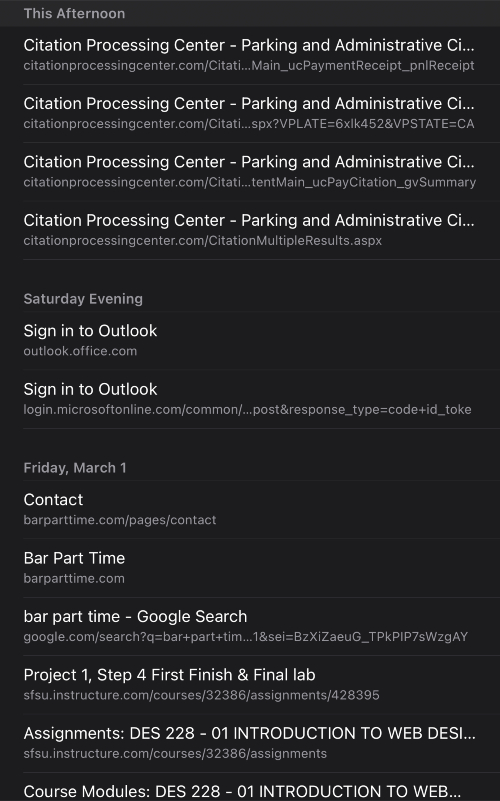 This Afternoon
Citation Processing Center - Parking and Administrative Ci...
citationprocessingcenter.com/Citati...Main_ucPaymentReceipt_pnlReceipt
Citation Processing Center - Parking and Administrative Ci...
citationprocessingcenter.com/Citati...spx?VPLATE=6xlk452&VPSTATE=CA
Citation Processing Center - Parking and Administrative Ci...
citationprocessingcenter.com/Citati...tentMain_ucPayCitation_gvSummary
Citation Processing Center - Parking and Administrative Ci...
citationprocessingcenter.com/CitationMultipleResults.aspx
Saturday Evening
Sign in to Outlook
outlook.office.com
Sign in to Outlook
login.microsoftonline.com/common/...post&response_type=code+id_toke
Friday, March 1
Contact
barparttime.com/pages/contact
Bar Part Time
barparttime.com
bar part time - Google Search
google.com/search?q=bar+part+tim...1&sei=BzXiZaeuG_TPkPIP7sWzgAY
Project 1, Step 4 First Finish & Final lab
sfsu.instructure.com/courses/32386/assignments/428395
Assignments: DES 228 - 01 INTRODUCTION TO WEB DESI...
sfsu.instructure.com/courses/32386/assignments
Course Modules: DES 228 - 01 INTRODUCTION TO WEB...